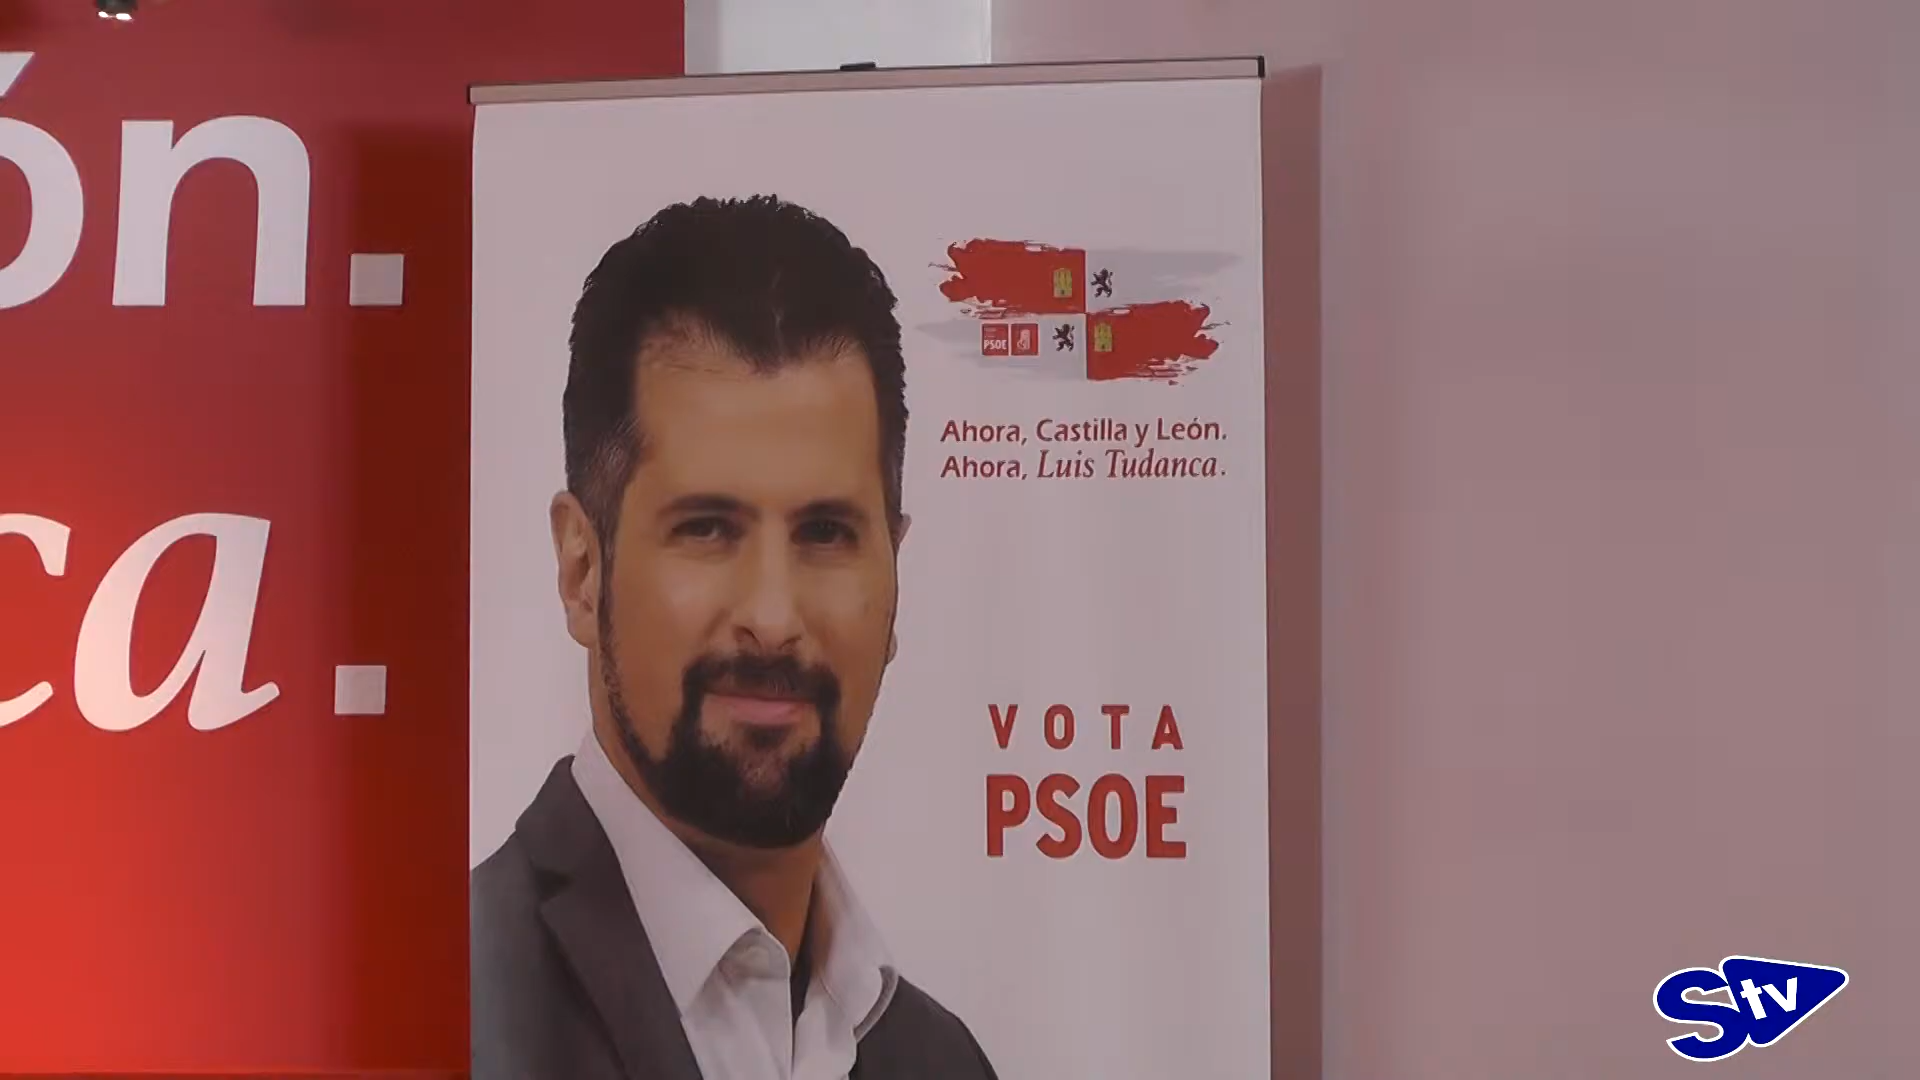 ón.
ca.
PSOE
Ahora, Castilla y León.
Ahora, Luis Tudanca.
VOTA
PSOE
Stv